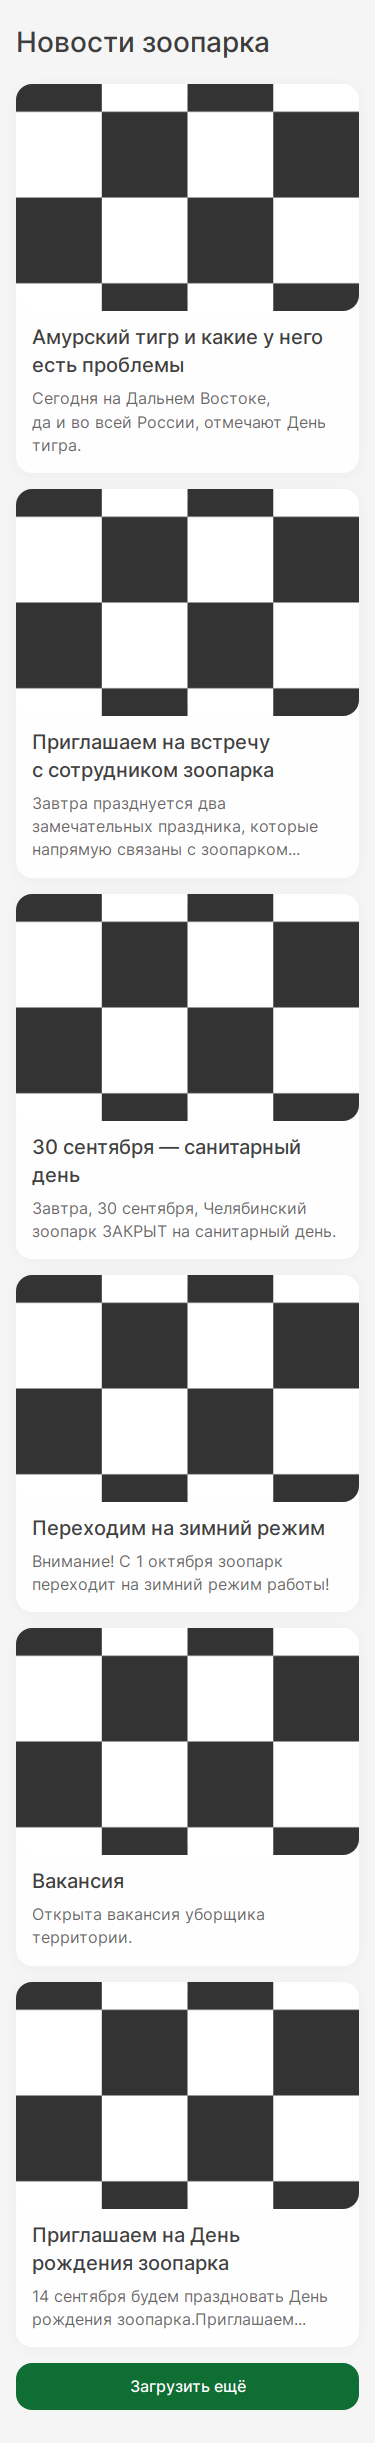 Новости зоопарка
Амурский тигр и какие у него
есть проблемы
Сегодня на Дальнем Востоке,
да и во всей России, отмечают День
тигра.
Приглашаем на встречу
с сотрудником зоопарка
Завтра празднуется два
замечательных праздника, которые
напрямую связаны с зоопарком...
30 сентября — санитарный
день
Завтра, 30 сентября, Челябинский
зоопарк ЗАКРЫТ на санитарный день.
Переходим на зимний режим
Внимание! С 1 октября зоопарк
переходит на зимний режим работы!
Вакансия
Открыта вакансия уборщика
территории.
Приглашаем на День
рождения зоопарка
14 сентября будем праздновать День
рождения зоопарка.Приглашаем...
Загрузить ещё